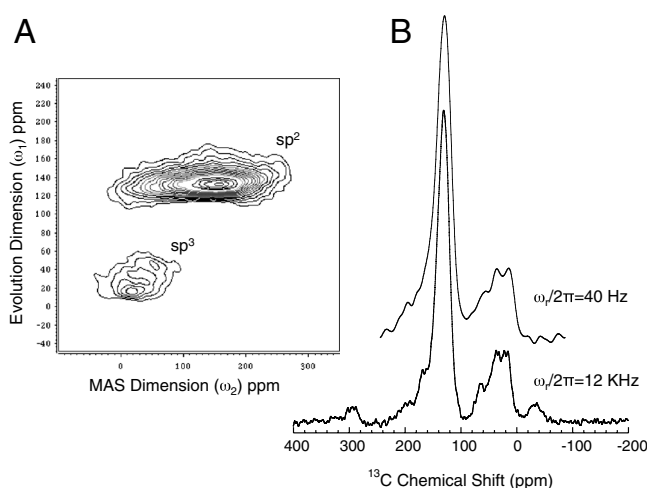 A
B
240
220
200
180
160
140
120
100
80
60
40
20
0
-20
-40
Evolution Dimension (ω₁) ppm
sp²
sp³
0
100
200
300
MAS Dimension (ω₂) ppm
ωᵣ/2π=40 Hz
ωᵣ/2π=12 KHz
400
300
200
100
0
-100
-200
¹³C Chemical Shift (ppm)